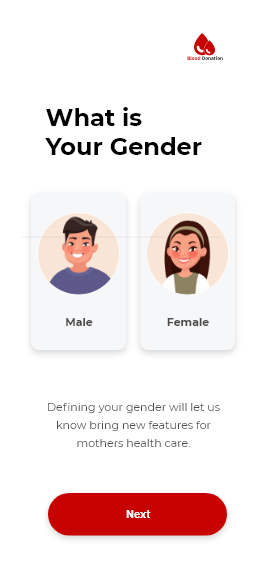 Blood Donation
What is
Your Gender
Male
Female
Defining your gender will let us
know bring new features for
mothers health care.
Next